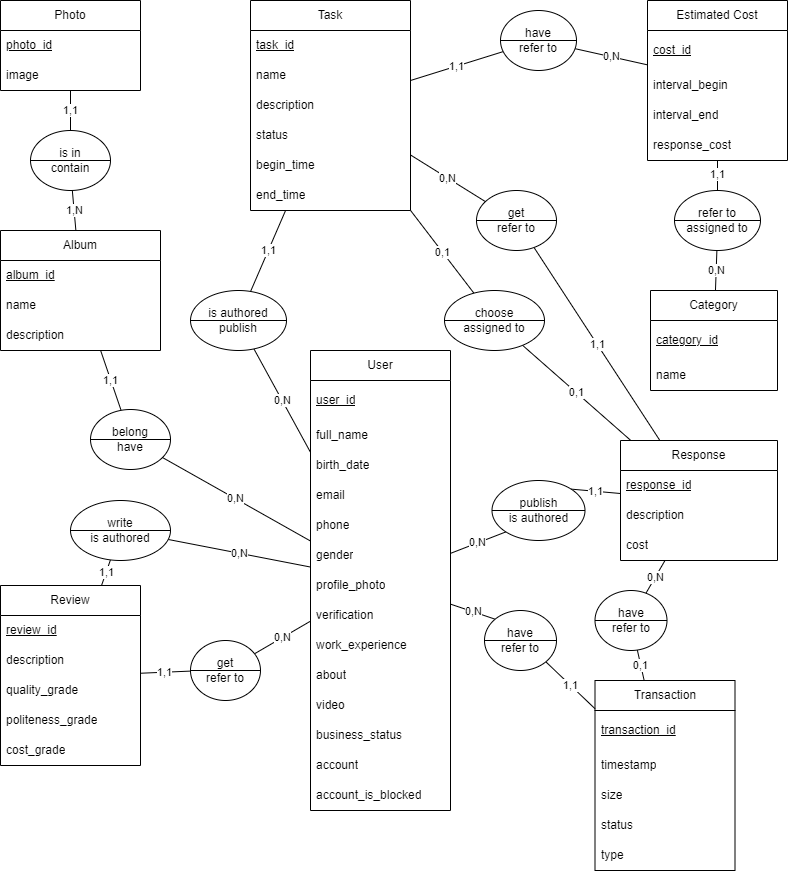 Photo
photo_id
image
1,1
is in
contain
1,N
Album
album_id
name
description
1,1
belong
have
0,N
Task
task_id
name
description
status
begin_time
end_time
1,1
have
refer to
0,N
Estimated Cost
cost_id
interval_begin
interval_end
response_cost
1,1
refer to
assigned to
0,N
Category
category_id
name
0,N
get
refer to
1,1
0,1
choose
assigned to
0,1
1,1
is authored
publish
0,N
User
user_id
full_name
birth_date
email
phone
gender
profile_photo
verification
work_experience
about
video
business_status
account
account_is_blocked
write
is authored
0,N
1,1
Review
review_id
description
quality_grade
politeness_grade
cost_grade
1,1
get
refer to
0,N
Response
response_id
description
cost
publish
is authored
1,1
0,N
0,N
have
refer to
1,1
0,N
have
refer to
0,1
Transaction
transaction_id
timestamp
size
status
type